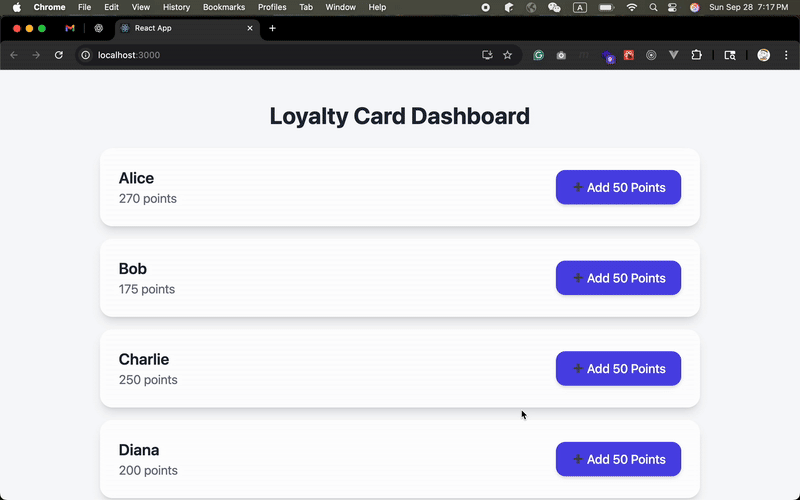 Chrome File Edit View History Bookmarks Profiles Tab Window Help A Sun Sep 28 7:17 PM
React App
localhost:3000
9
Loyalty Card Dashboard
Alice
270 points
+ Add 50 Points
Bob
175 points
+ Add 50 Points
Charlie
250 points
+ Add 50 Points
Diana
200 points
+ Add 50 Points